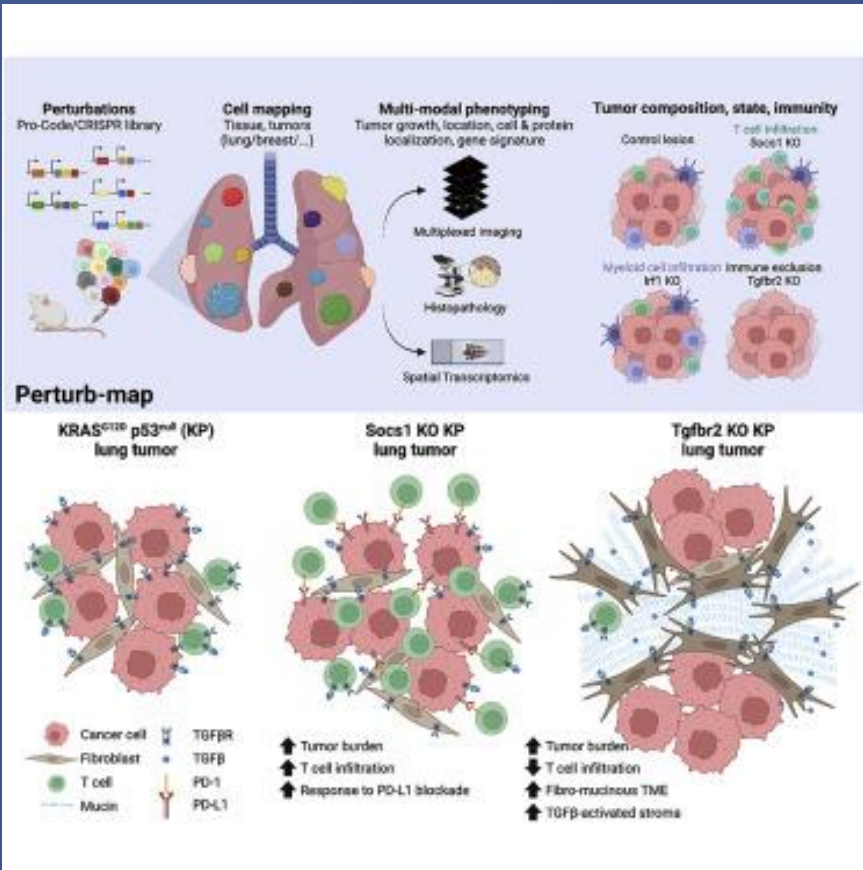 Perturbations
Pro-Code/CRISPR library
Cell mapping
Tissue, tumors
(lung/breast/...)
Multi-modal phenotyping
Tumor growth, location, cell & protein
localization, gene signature
Multiplexed imaging
Histopathology
Spatial Transcriptomics
Tumor composition, state, immunity
Control lesion
T cell infiltration
Socs1 KO
Myeloid cell infiltration
Irf1 KO
Immune exclusion
Tgfbr2 KO
Perturb-map
KRASᴳ¹²ᴰ p53ⁿᵘˡˡ (KP)
lung tumor
Socs1 KO KP
lung tumor
Tgfbr2 KO KP
lung tumor
Cancer cell
Fibroblast
T cell
Mucin
TGFβR
TGFβ
PD-1
PD-L1
Tumor burden
T cell infiltration
Response to PD-L1 blockade
Tumor burden
T cell infiltration
Fibro-mucinous TME
TGFβ-activated stroma